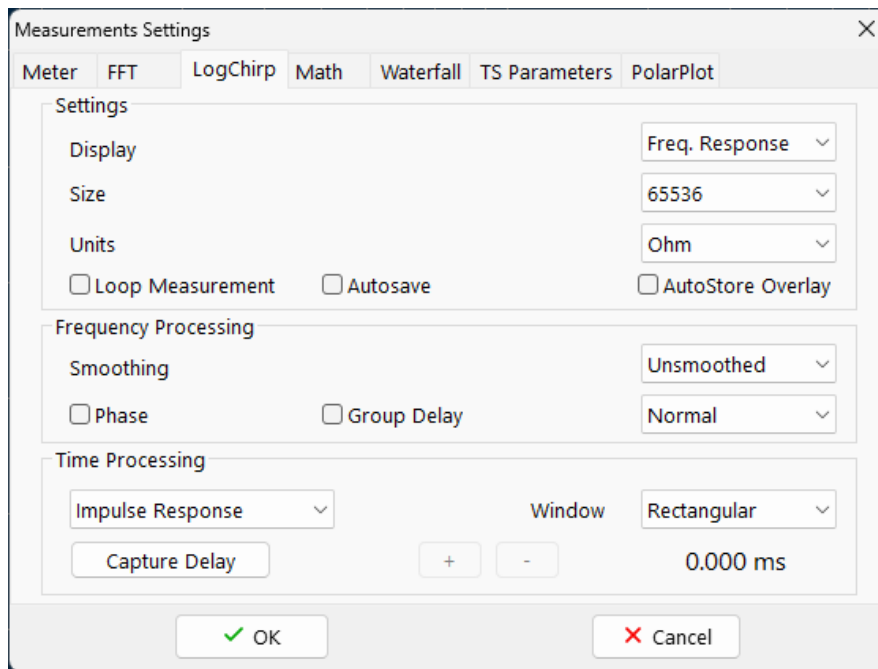 Measurements Settings
Meter FFT LogChirp Math Waterfall TS Parameters PolarPlot
Settings
Display Freq. Response
Size 65536
Units Ohm
Loop Measurement Autosave AutoStore Overlay
Frequency Processing
Smoothing Unsmoothed
Phase Group Delay Normal
Time Processing
Impulse Response Window Rectangular
Capture Delay + - 0.000 ms
OK Cancel